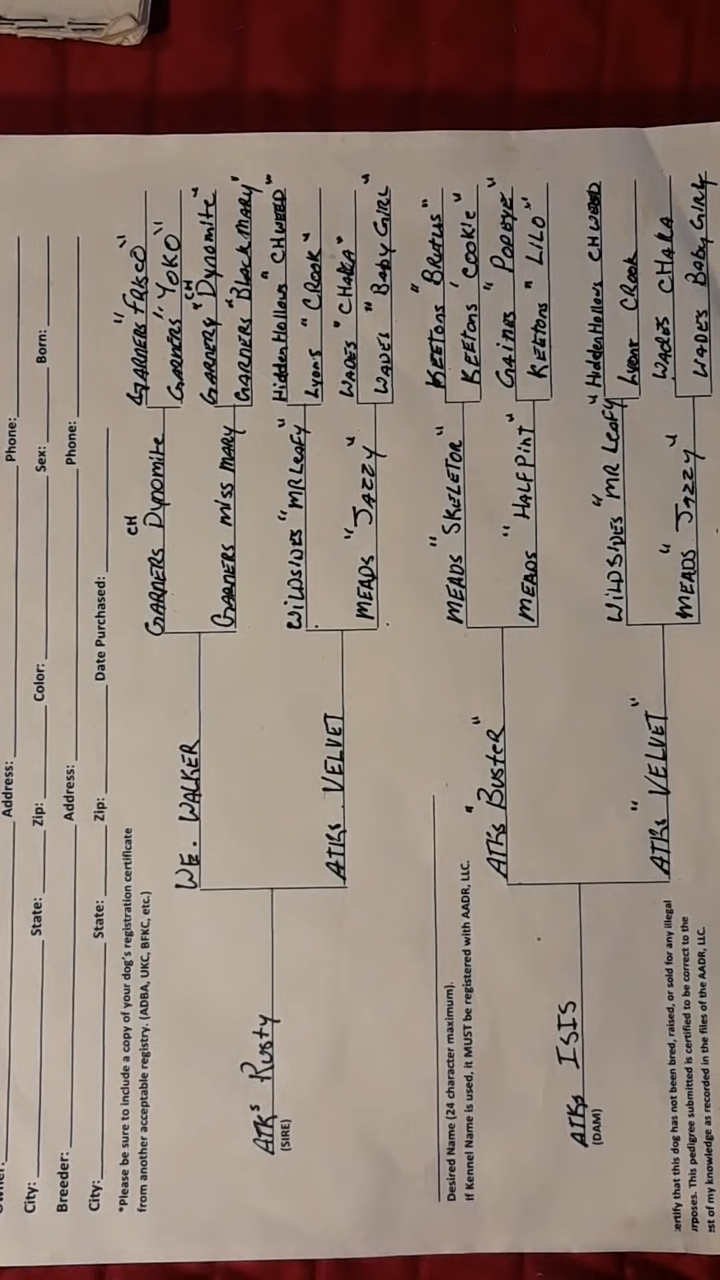 Address: Phone:
City: State: Zip: Color: Sex: Born:
Breeder: Address: Phone:
City: State: Zip: Date Purchased:
*Please be sure to include a copy of your dog's registration certificate
from another acceptable registry. (ADBA, UKC, BFKC, etc.)
"GARNERS FRISCO"
CH
GARNERS Dynomite
GARNERS "YOKO"
WE. WALKER
CH
GARNERS "Dynomite"
GARNERS miss MARY
GARNERS "Black MARY"
ATKs Rusty
(SIRE)
Hidden Hollows "CHWEED"
WILDSIDES "MR Leafy"
Lyons "CROOK"
ATKs. VELVET
WADES "CHAKA"
MEADS "JAZZY"
WADES "Baby GIRL"
Desired Name (24 character maximum).
If Kennel Name is used, it MUST be registered with AADR, LLC.
KEETONS BRUTUS"
MEADS "SKELETOR"
KEETONS 'COOKIE"
ATKs "BusteR"
GAINES "POPEYE"
MEADS "HALF PINT"
KEETONS "LILO"
ATKs ISIS
(DAM)
"Hidden Hollows CHWEED
WILDSIDES "MR Leafy"
Lyons CROOK
ATKs "VELVET"
WADES CHAKA
MEADS "JAZZY"
WADES BABY GIRL
certify that this dog has not been bred, raised, or sold for any illegal
urposes. This pedigree submitted is certified to be correct to the
est of my knowledge as recorded in the files of the AADR, LLC.